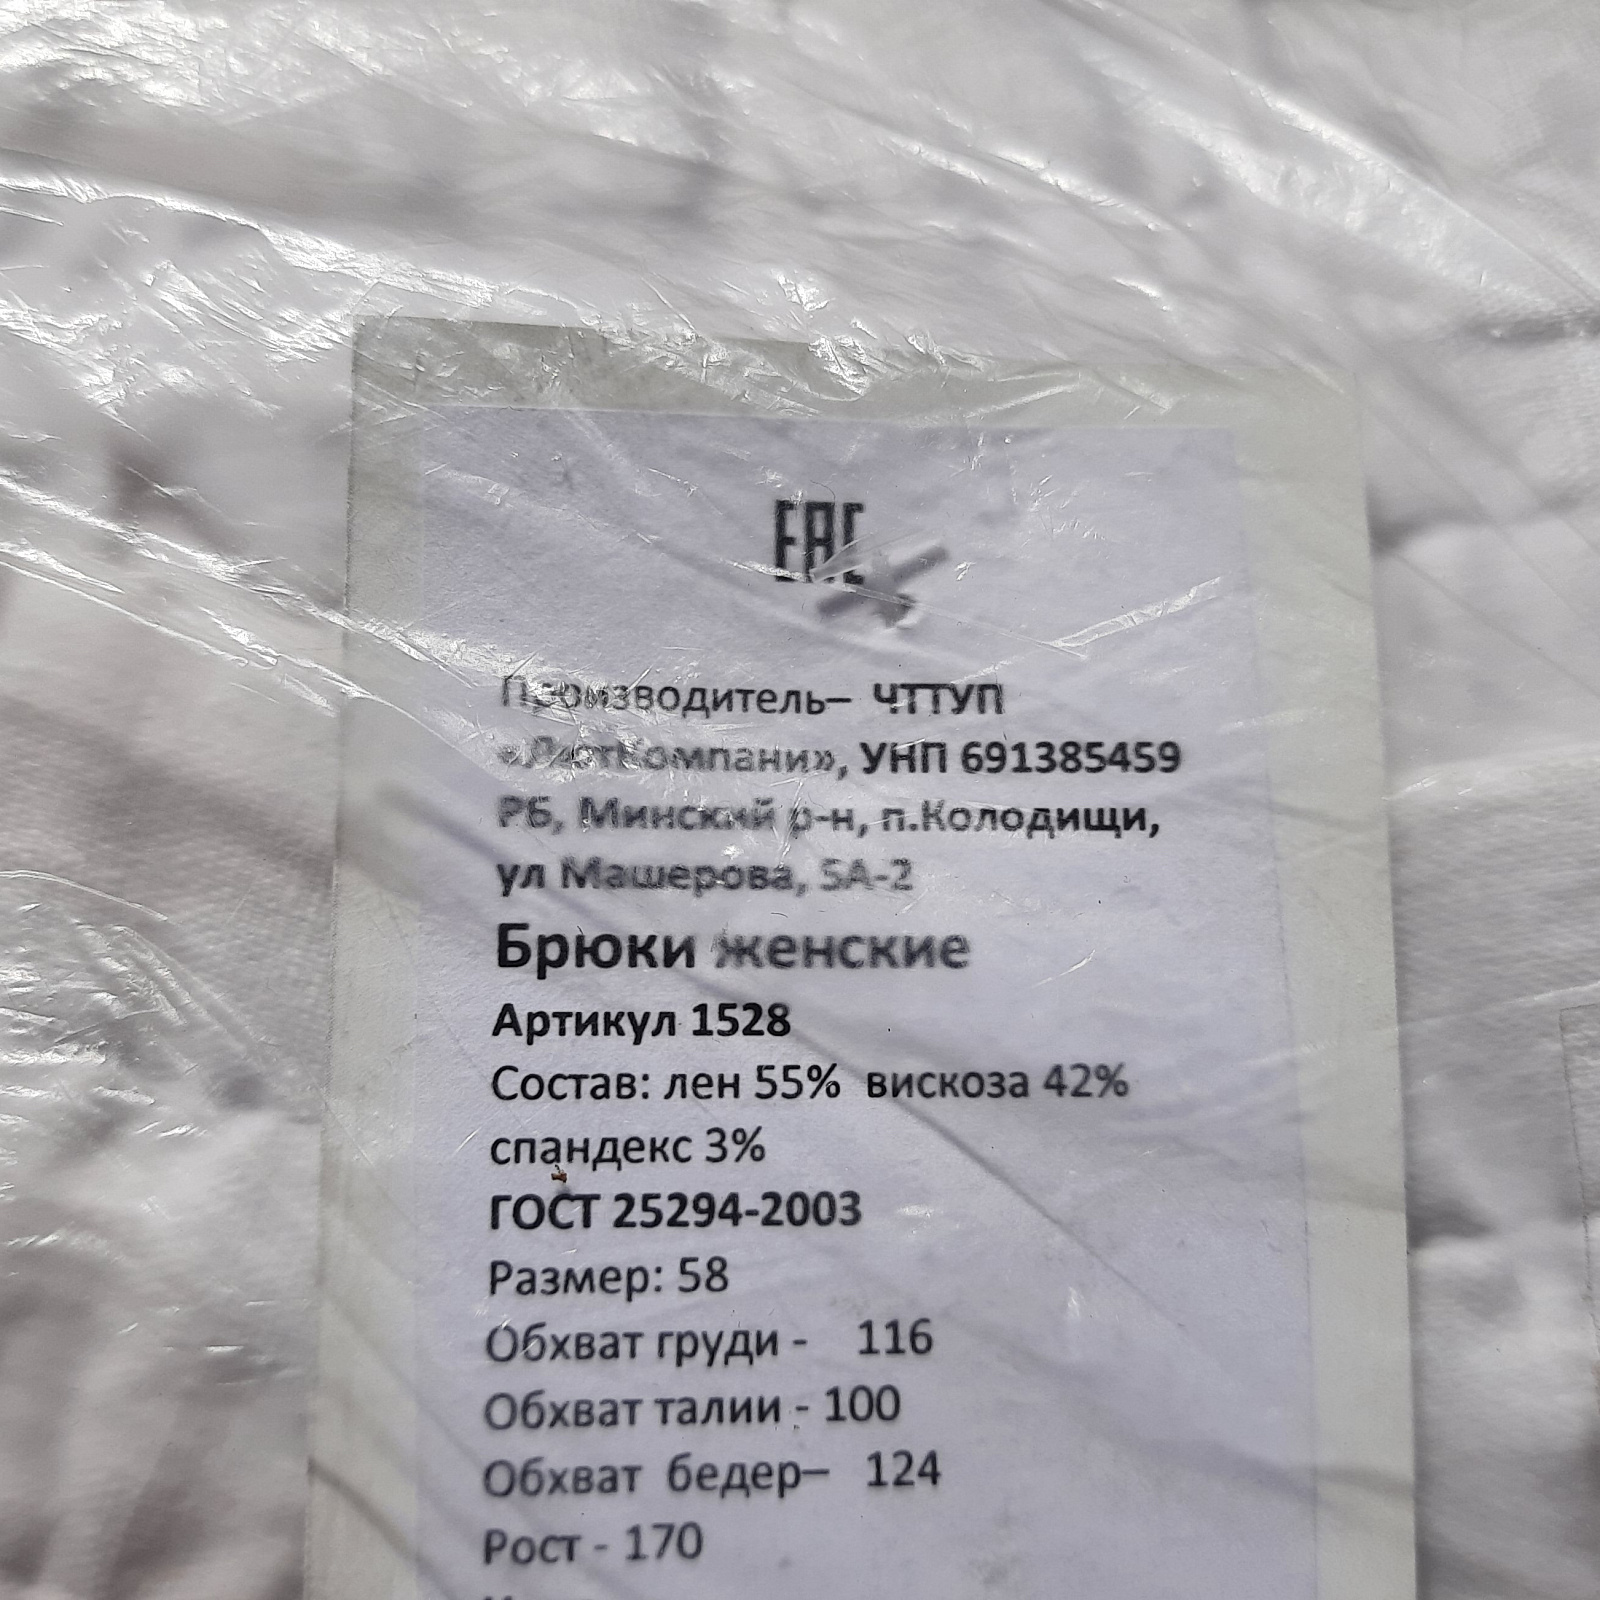 EAC
Производитель– ЧТТУП
УНП 691385459
РБ, Минский р-н, п.Колодищи,
ул Машерова, 5А-2
Брюки женские
Артикул 1528
Состав: лен 55% вискоза 42%
спандекс 3%
ГОСТ 25294-2003
Размер: 58
Обхват груди - 116
Обхват талии - 100
Обхват бедер– 124
Рост - 170